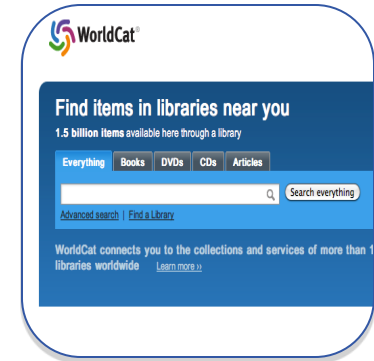 WorldCat®
Find items in libraries near you
1.5 billion items available here through a library
Everything Books DVDs CDs Articles
Search everything
Advanced search | Find a Library
WorldCat connects you to the collections and services of more than 1
libraries worldwide Learn more ››